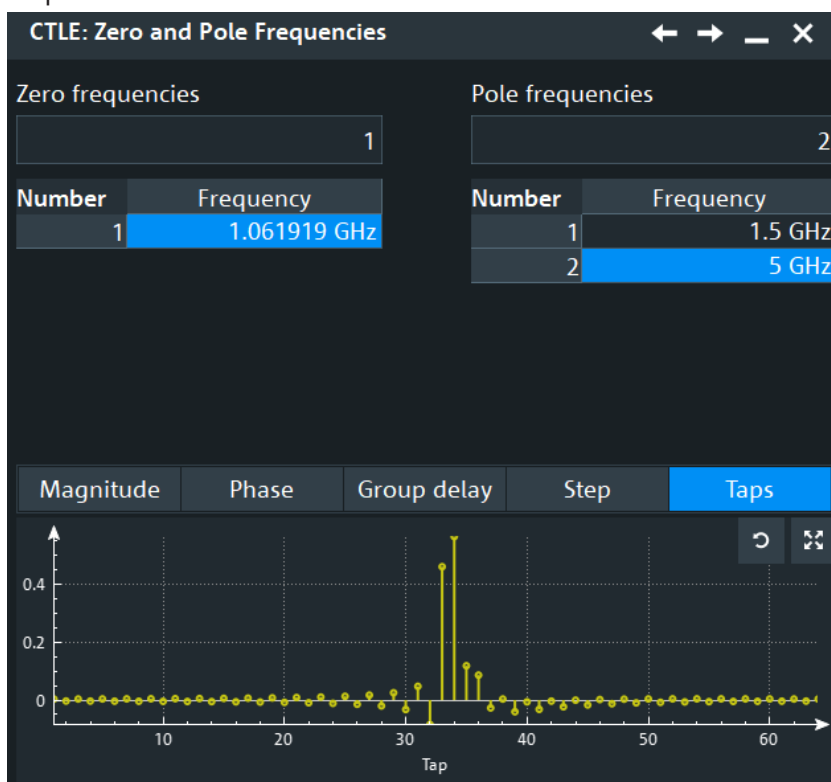 CTLE: Zero and Pole Frequencies
Zero frequencies
Pole frequencies
1
2
Number Frequency
1 1.061919 GHz
Number Frequency
1 1.5 GHz
2 5 GHz
Magnitude Phase Group delay Step Taps
0.4
0.2
0
10 20 30 40 50 60
Tap